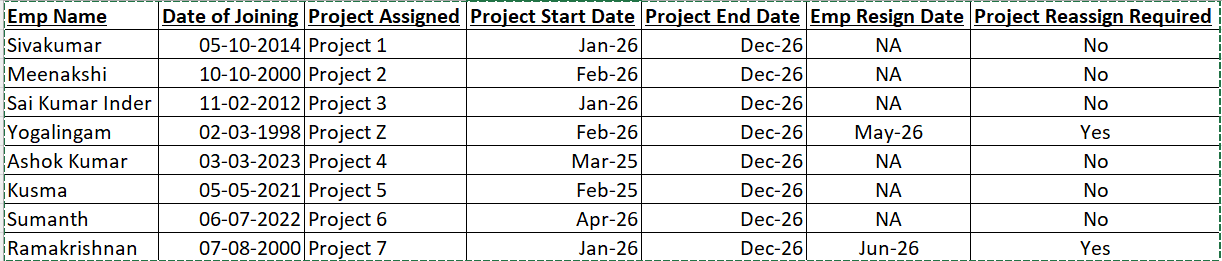 Emp Name Date of Joining Project Assigned Project Start Date Project End Date Emp Resign Date Project Reassign Required
Sivakumar 05-10-2014 Project 1 Jan-26 Dec-26 NA No
Meenakshi 10-10-2000 Project 2 Feb-26 Dec-26 NA No
Sai Kumar Inder 11-02-2012 Project 3 Jan-26 Dec-26 NA No
Yogalingam 02-03-1998 Project Z Feb-26 Dec-26 May-26 Yes
Ashok Kumar 03-03-2023 Project 4 Mar-25 Dec-26 NA No
Kusma 05-05-2021 Project 5 Feb-25 Dec-26 NA No
Sumanth 06-07-2022 Project 6 Apr-26 Dec-26 NA No
Ramakrishnan 07-08-2000 Project 7 Jan-26 Dec-26 Jun-26 Yes